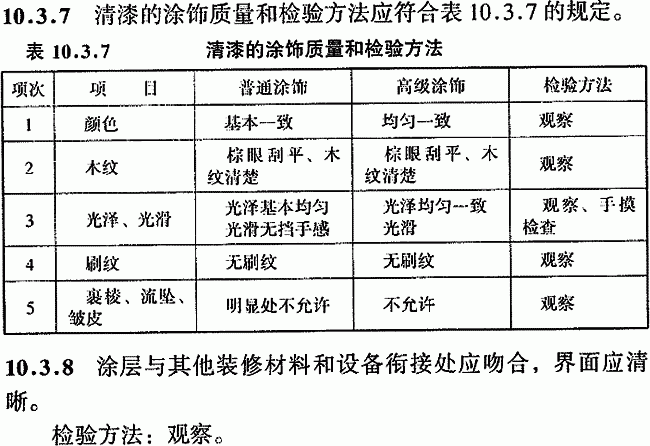 10.3.7 清漆的涂饰质量和检验方法应符合表 10.3.7 的规定。
表 10.3.7 清漆的涂饰质量和检验方法
项次 项 目 普通涂饰 高级涂饰 检验方法
1 颜色 基本一致 均匀一致 观察
2 木纹 棕眼刮平、木纹清楚 棕眼刮平、木纹清楚 观察
3 光泽、光滑 光泽基本均匀光滑无挡手感 光泽均匀一致光滑 观察、手摸检查
4 刷纹 无刷纹 无刷纹 观察
5 裹棱、流坠、皱皮 明显处不允许 不允许 观察
10.3.8 涂层与其他装修材料和设备衔接处应吻合，界面应清
晰。
检验方法：观察。